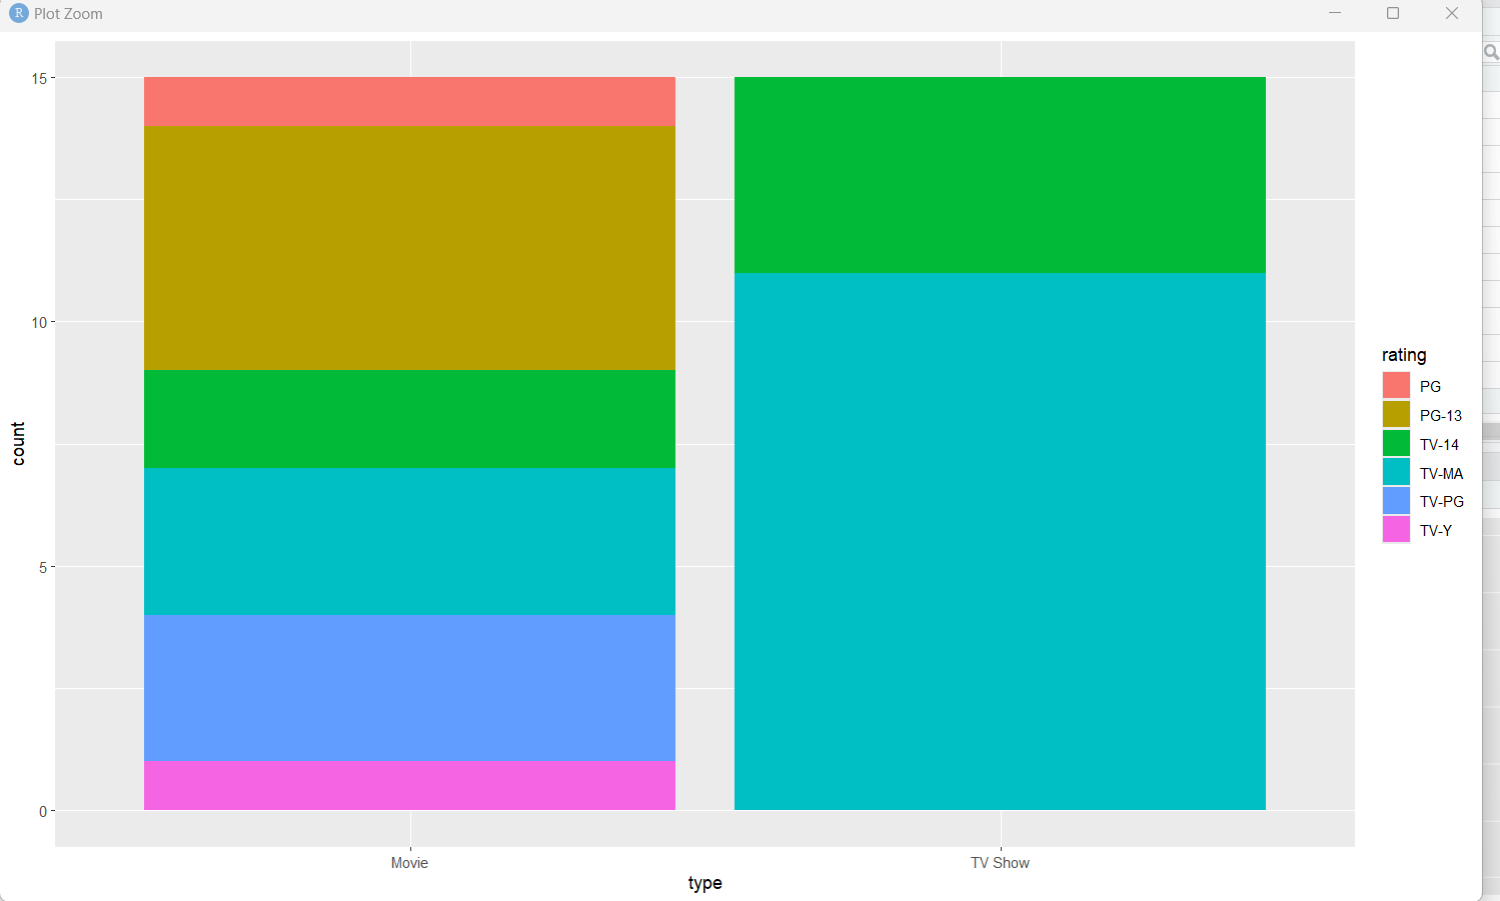 R Plot Zoom
15
10
5
0
count
Movie
TV Show
type
rating
PG
PG-13
TV-14
TV-MA
TV-PG
TV-Y